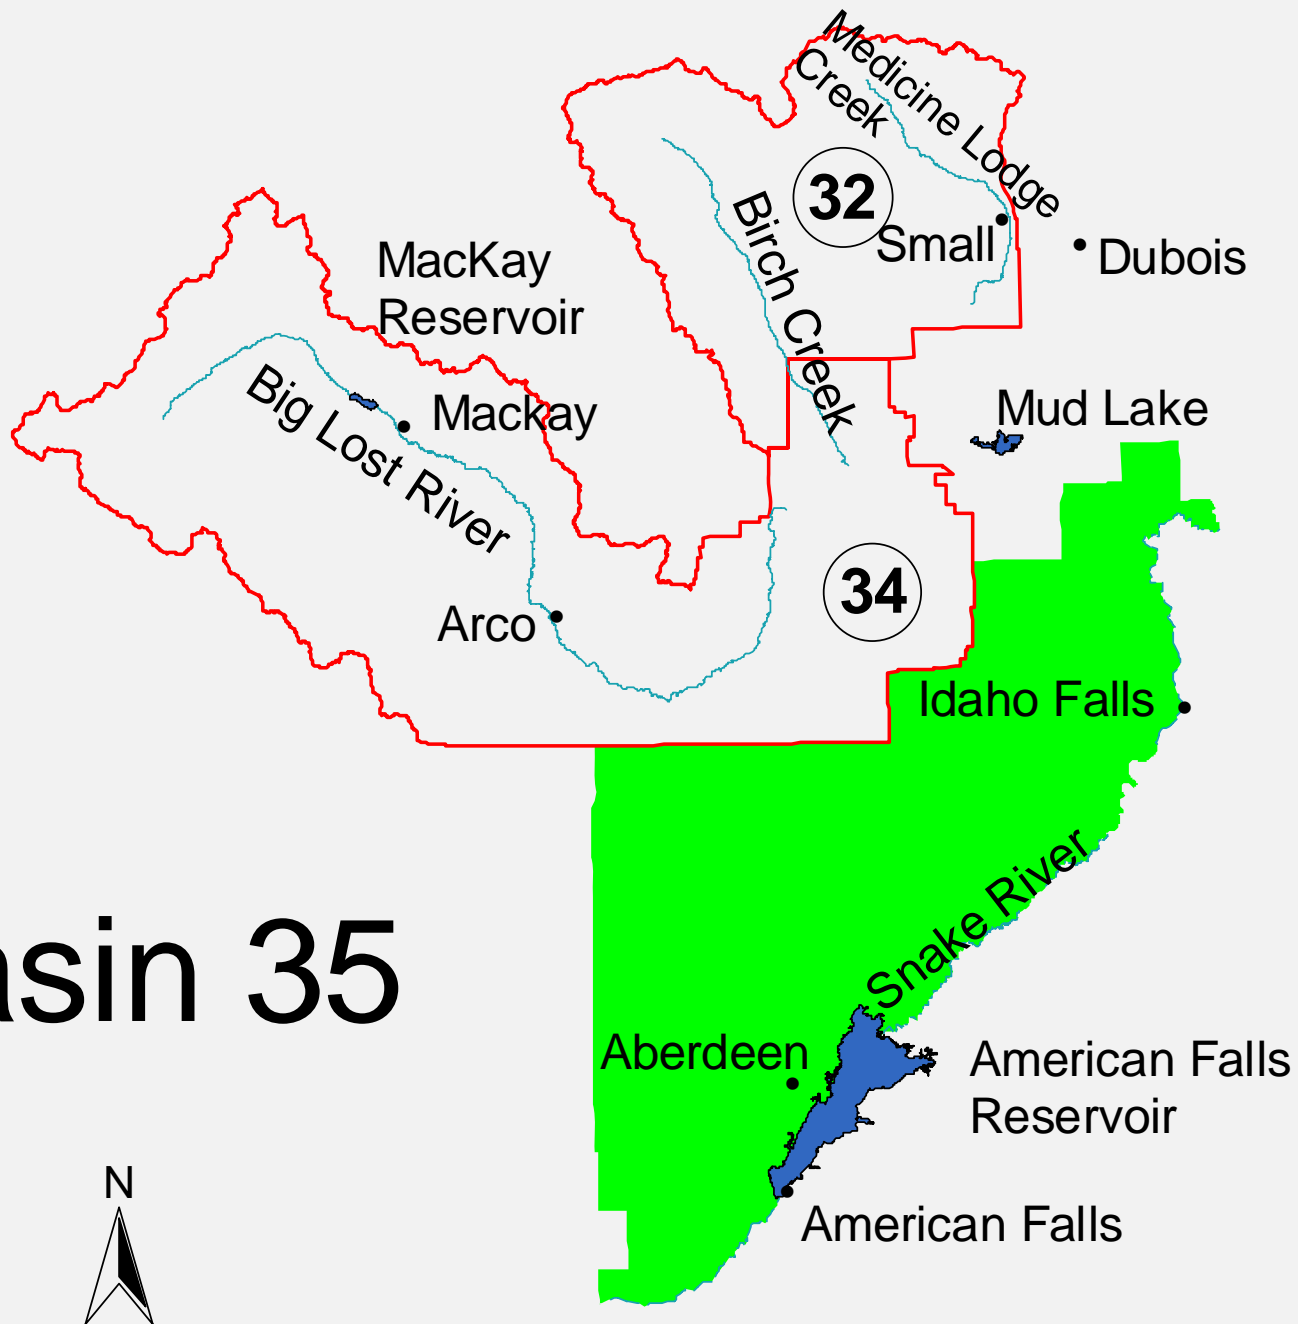 Medicine Lodge
Creek
32
Small
Dubois
Birch Creek
MacKay
Reservoir
Big Lost River
Mackay
Mud Lake
34
Arco
Idaho Falls
Snake River
asin 35
Aberdeen
American Falls
Reservoir
N
American Falls